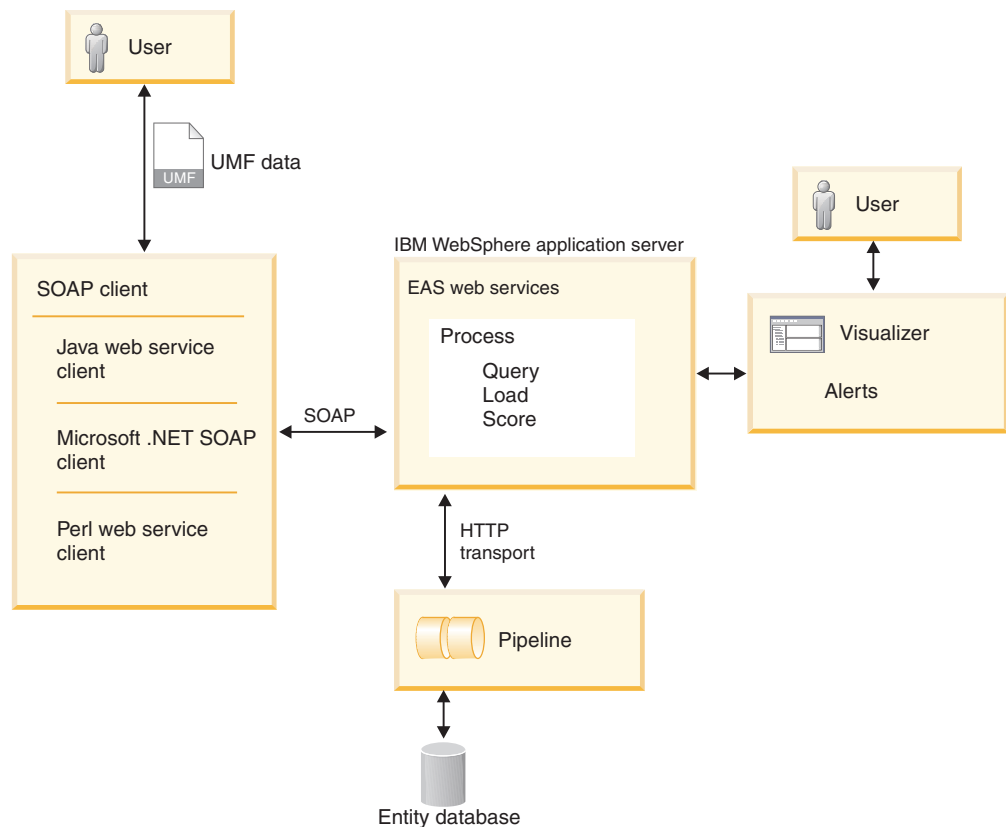 User
UMF
UMF data
User
IBM WebSphere application server
SOAP client
EAS web services
Java web service
client
Microsoft .NET SOAP
client
Perl web service
client
SOAP
Process
Query
Load
Score
Visualizer
Alerts
HTTP
transport
Pipeline
Entity database